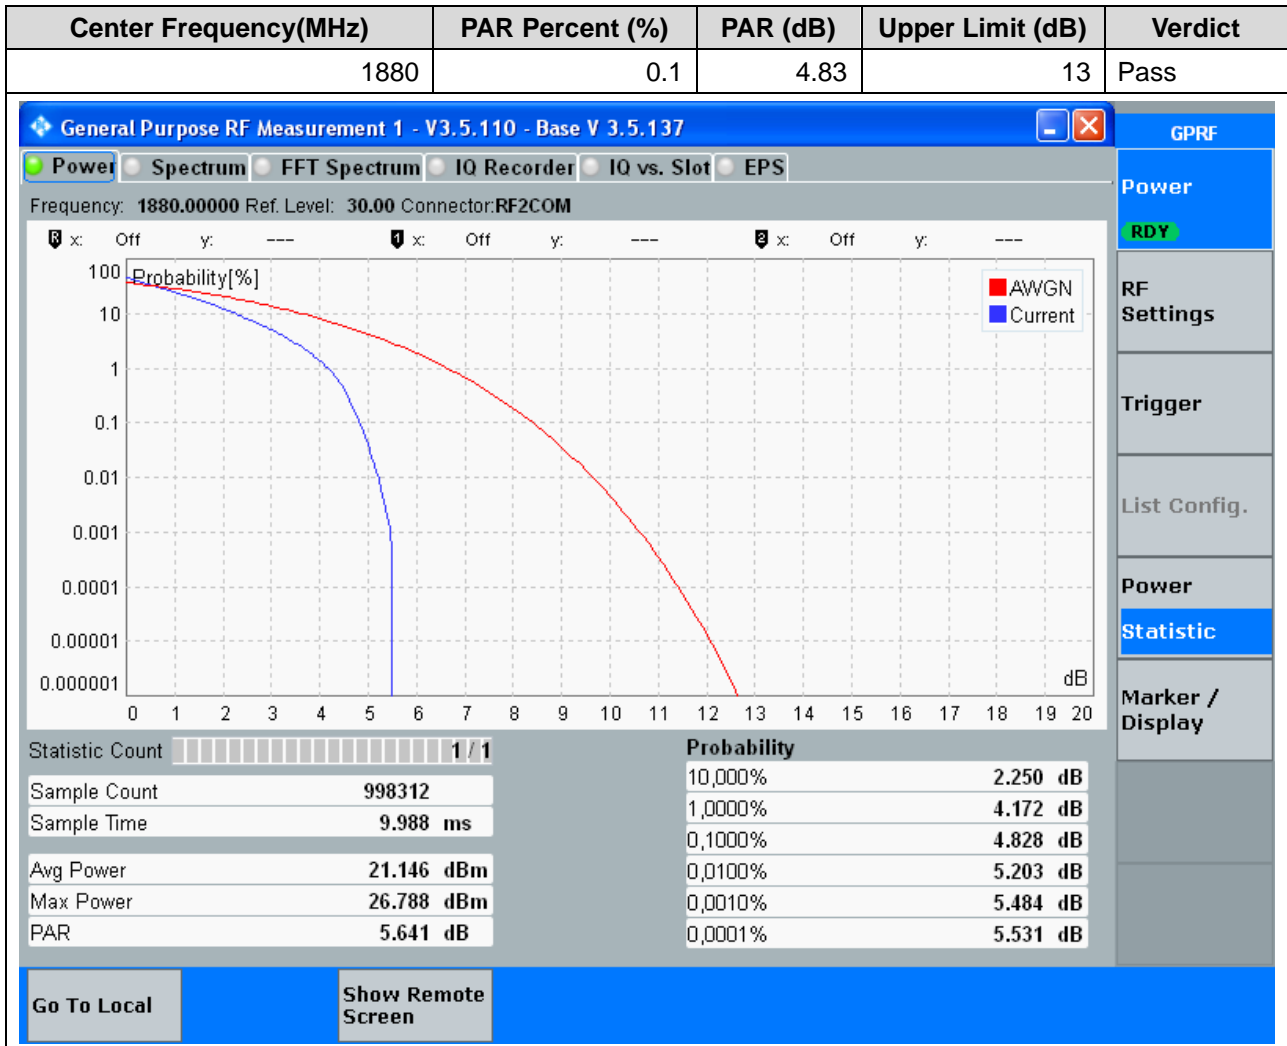 Center Frequency(MHz) PAR Percent (%) PAR (dB) Upper Limit (dB) Verdict
1880 0.1 4.83 13 Pass
General Purpose RF Measurement 1 - V3.5.110 - Base V 3.5.137
GPRF
Power Spectrum FFT Spectrum IQ Recorder IQ vs. Slot EPS
Power
RDY
Frequency: 1880.00000 Ref. Level: 30.00 Connector:RF2COM
R x: Off y: --- 1 x: Off y: --- 2 x: Off y: ---
Probability[%]
100
10
1
0.1
0.01
0.001
0.0001
0.00001
0.000001
AWGN
Current
dB
0 1 2 3 4 5 6 7 8 9 10 11 12 13 14 15 16 17 18 19 20
RF
Settings
Trigger
List Config.
Power
Statistic
Marker /
Display
Statistic Count 1 / 1
Sample Count 998312
Sample Time 9.988 ms
Avg Power 21.146 dBm
Max Power 26.788 dBm
PAR 5.641 dB
Probability
10,000% 2.250 dB
1,0000% 4.172 dB
0,1000% 4.828 dB
0,0100% 5.203 dB
0,0010% 5.484 dB
0,0001% 5.531 dB
Go To Local
Show Remote
Screen